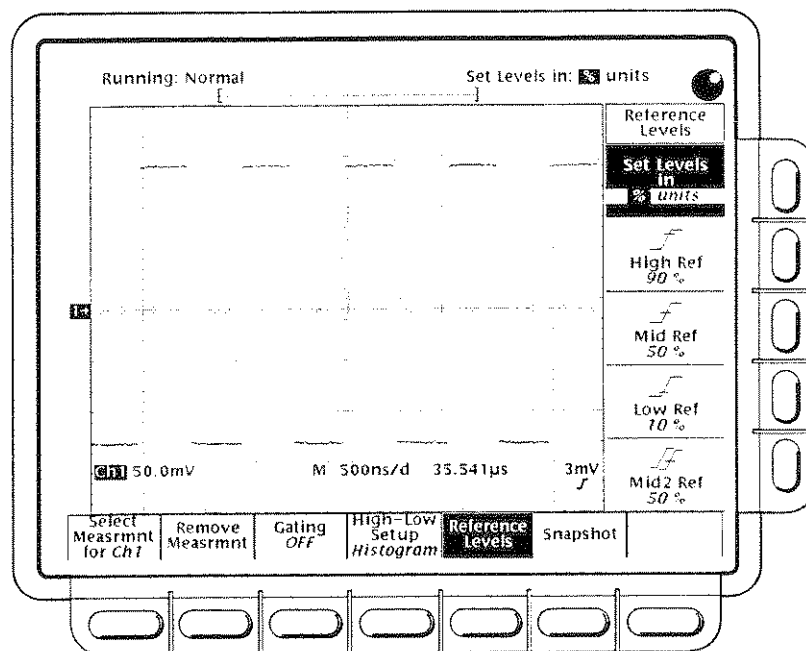 Running: Normal
Set Levels in: % units
Reference
Levels
Set Levels
in
% units
High Ref
90 %
1
Mid Ref
50 %
Low Ref
10 %
Ch1 50.0mV
M 500ns/d 35.541µs
3mV
Mid2 Ref
50 %
Select
Measrmnt
for Ch1
Remove
Measrmnt
Gating
OFF
High-Low
Setup
Histogram
Reference
Levels
Snapshot